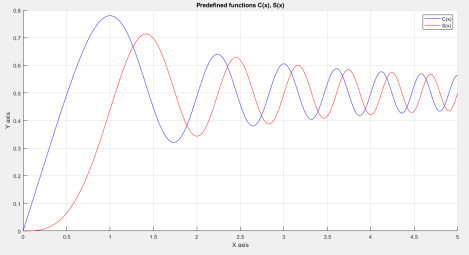 Predefined functions C(x), S(x)
C(x)
S(x)
Y axis
0.8
0.7
0.6
0.5
0.4
0.3
0.2
0.1
0
0 0.5 1 1.5 2 2.5 3 3.5 4 4.5 5
X axis